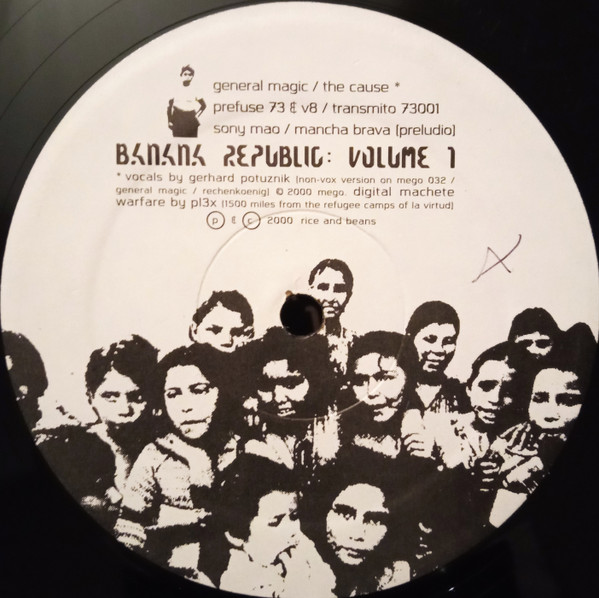 general magic / the cause *
prefuse 73 & v8 / transmito 73001
sony mao / mancha brava (preludio)
BANANA REPUBLIC: VOLUME 1
* vocals by gerhard potuznik (non-vox version on mego 032 /
general magic / rechenkoenig) © 2000 mego. digital machete
warfare by pl3x (1500 miles from the refugee camps of la virtud)
p & c 2000 rice and beans
A